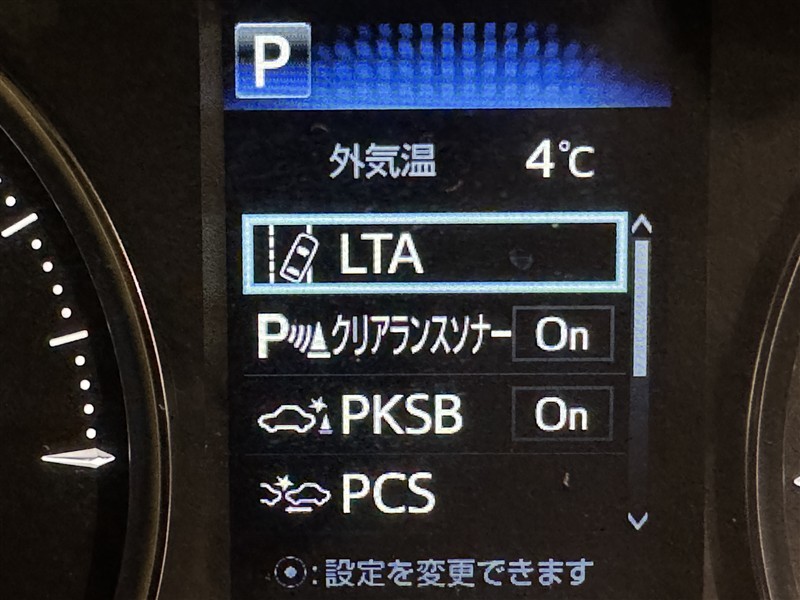 P
外気温 4℃
LTA
P クリアランスソナー On
PKSB On
PCS
:設定を変更できます